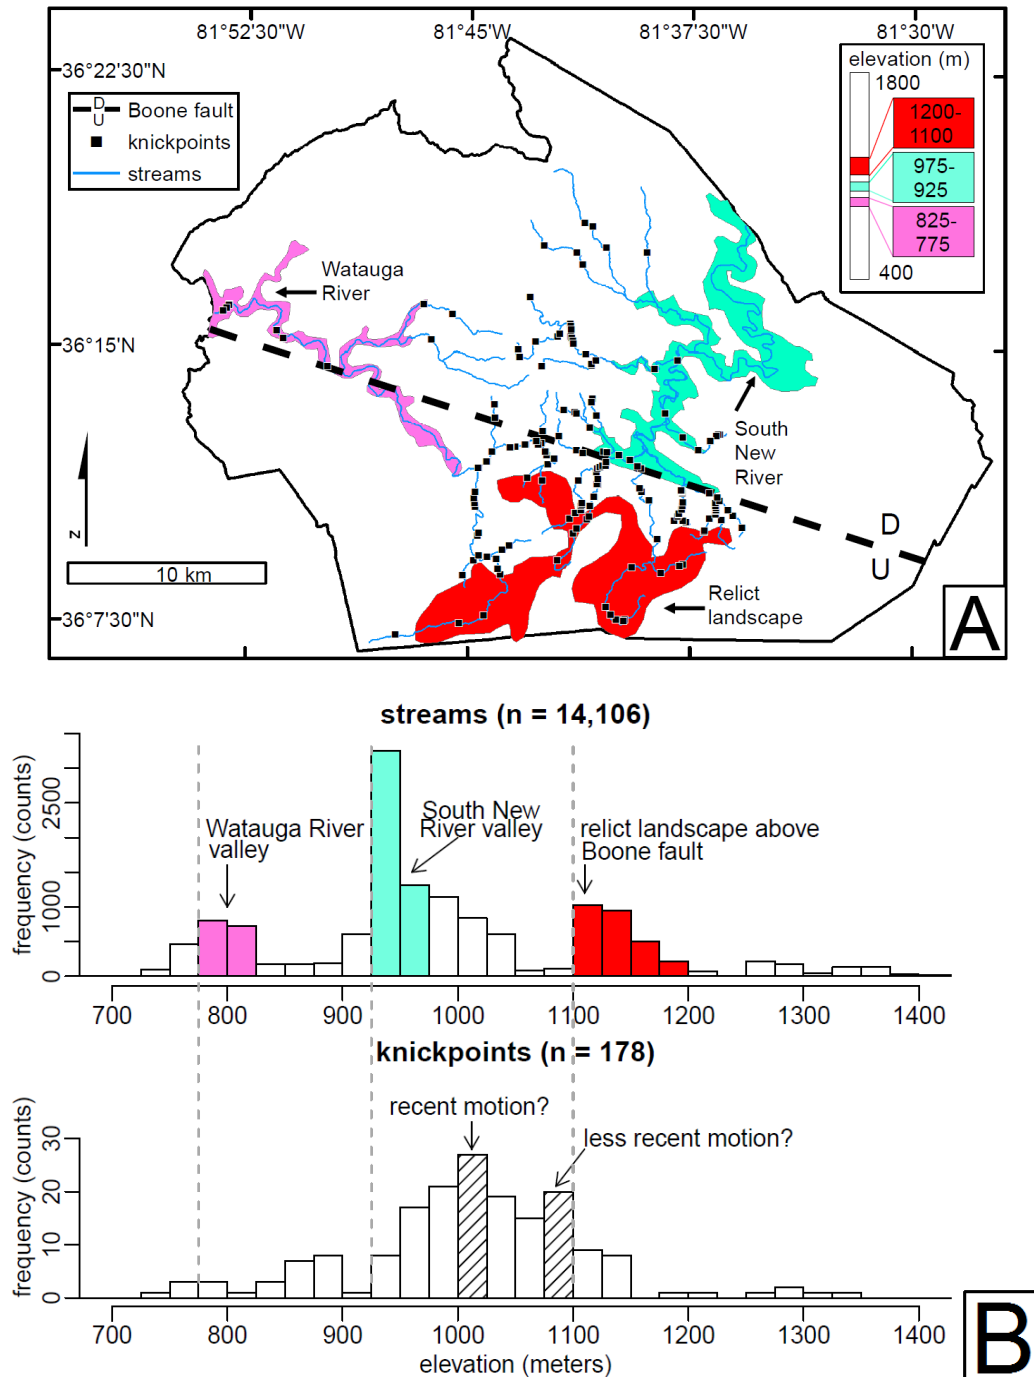 81°52'30"W
81°45'W
81°37'30"W
81°30'W
36°22'30"N
36°15'N
36°7'30"N
D
U
Boone fault
knickpoints
streams
elevation (m)
1800
1200-
1100
975-
925
825-
775
400
Watauga
River
South
New
River
z
10 km
D
U
Relict
landscape
A
streams (n = 14,106)
frequency (counts)
0
1000
2500
Watauga River
valley
South New
River valley
relict landscape above
Boone fault
700
800
900
1000
1100
1200
1300
1400
knickpoints (n = 178)
frequency (counts)
0
10
20
30
recent motion?
less recent motion?
700
800
900
1000
1100
1200
1300
1400
elevation (meters)
B